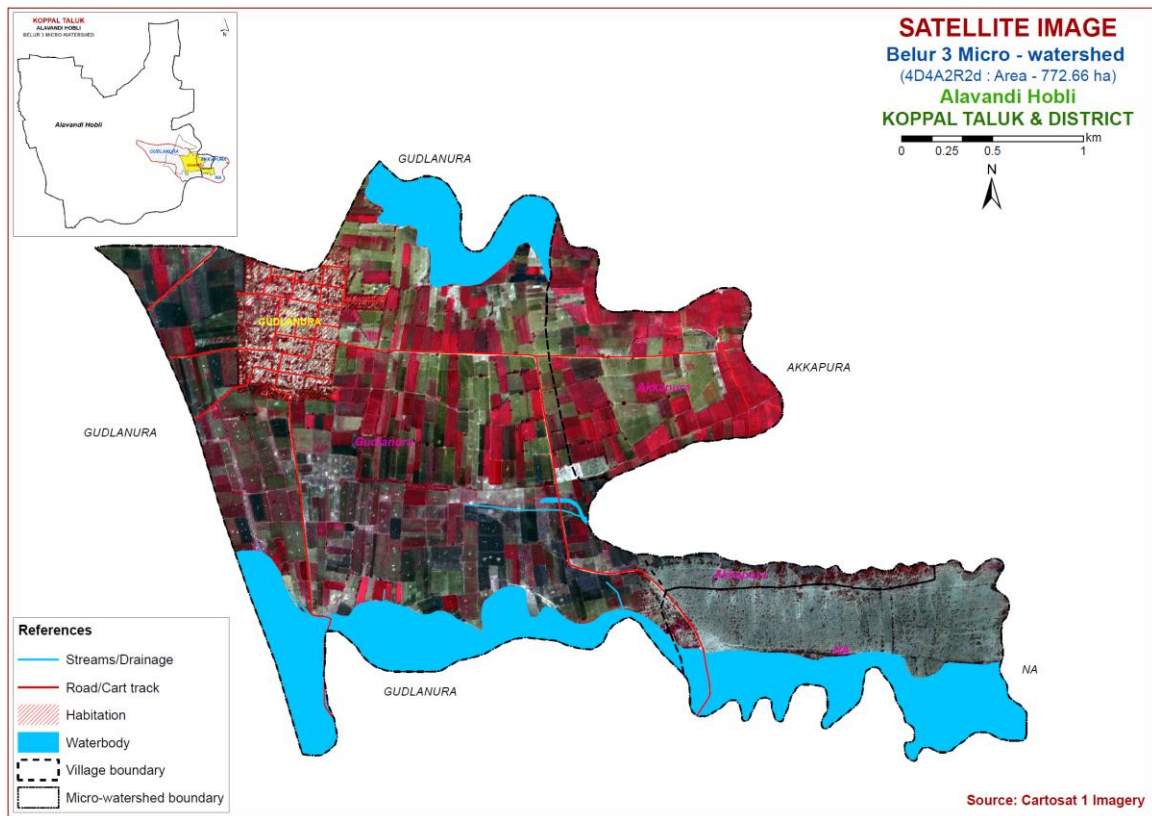 KOPPAL TALUK
ALAVANDI HOBLI
BELUR 3 MICRO-WATERSHED
N
Alavandi Hobli
GUDLANURA
AKKAPURA
NA
SATELLITE IMAGE
Belur 3 Micro - watershed
(4D4A2R2d : Area - 772.66 ha)
Alavandi Hobli
KOPPAL TALUK & DISTRICT
km
0 0.25 0.5 1
N
GUDLANURA
GUDLANURA
AKKAPURA
Akkapura
GUDLANURA
Gudlanura
Akkapura
NA
NA
GUDLANURA
References
Streams/Drainage
Road/Cart track
Habitation
Waterbody
Village boundary
Micro-watershed boundary
Source: Cartosat 1 Imagery